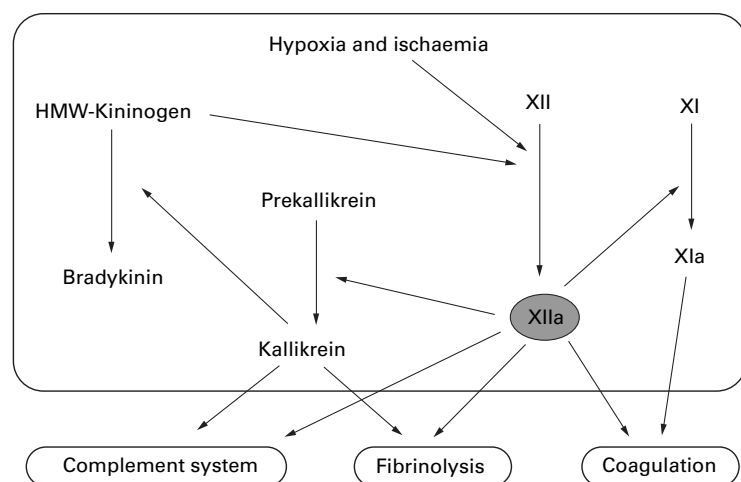 Hypoxia and ischaemia
HMW-Kininogen
XII
XI
Prekallikrein
Bradykinin
XIa
XIIa
Kallikrein
Complement system
Fibrinolysis
Coagulation